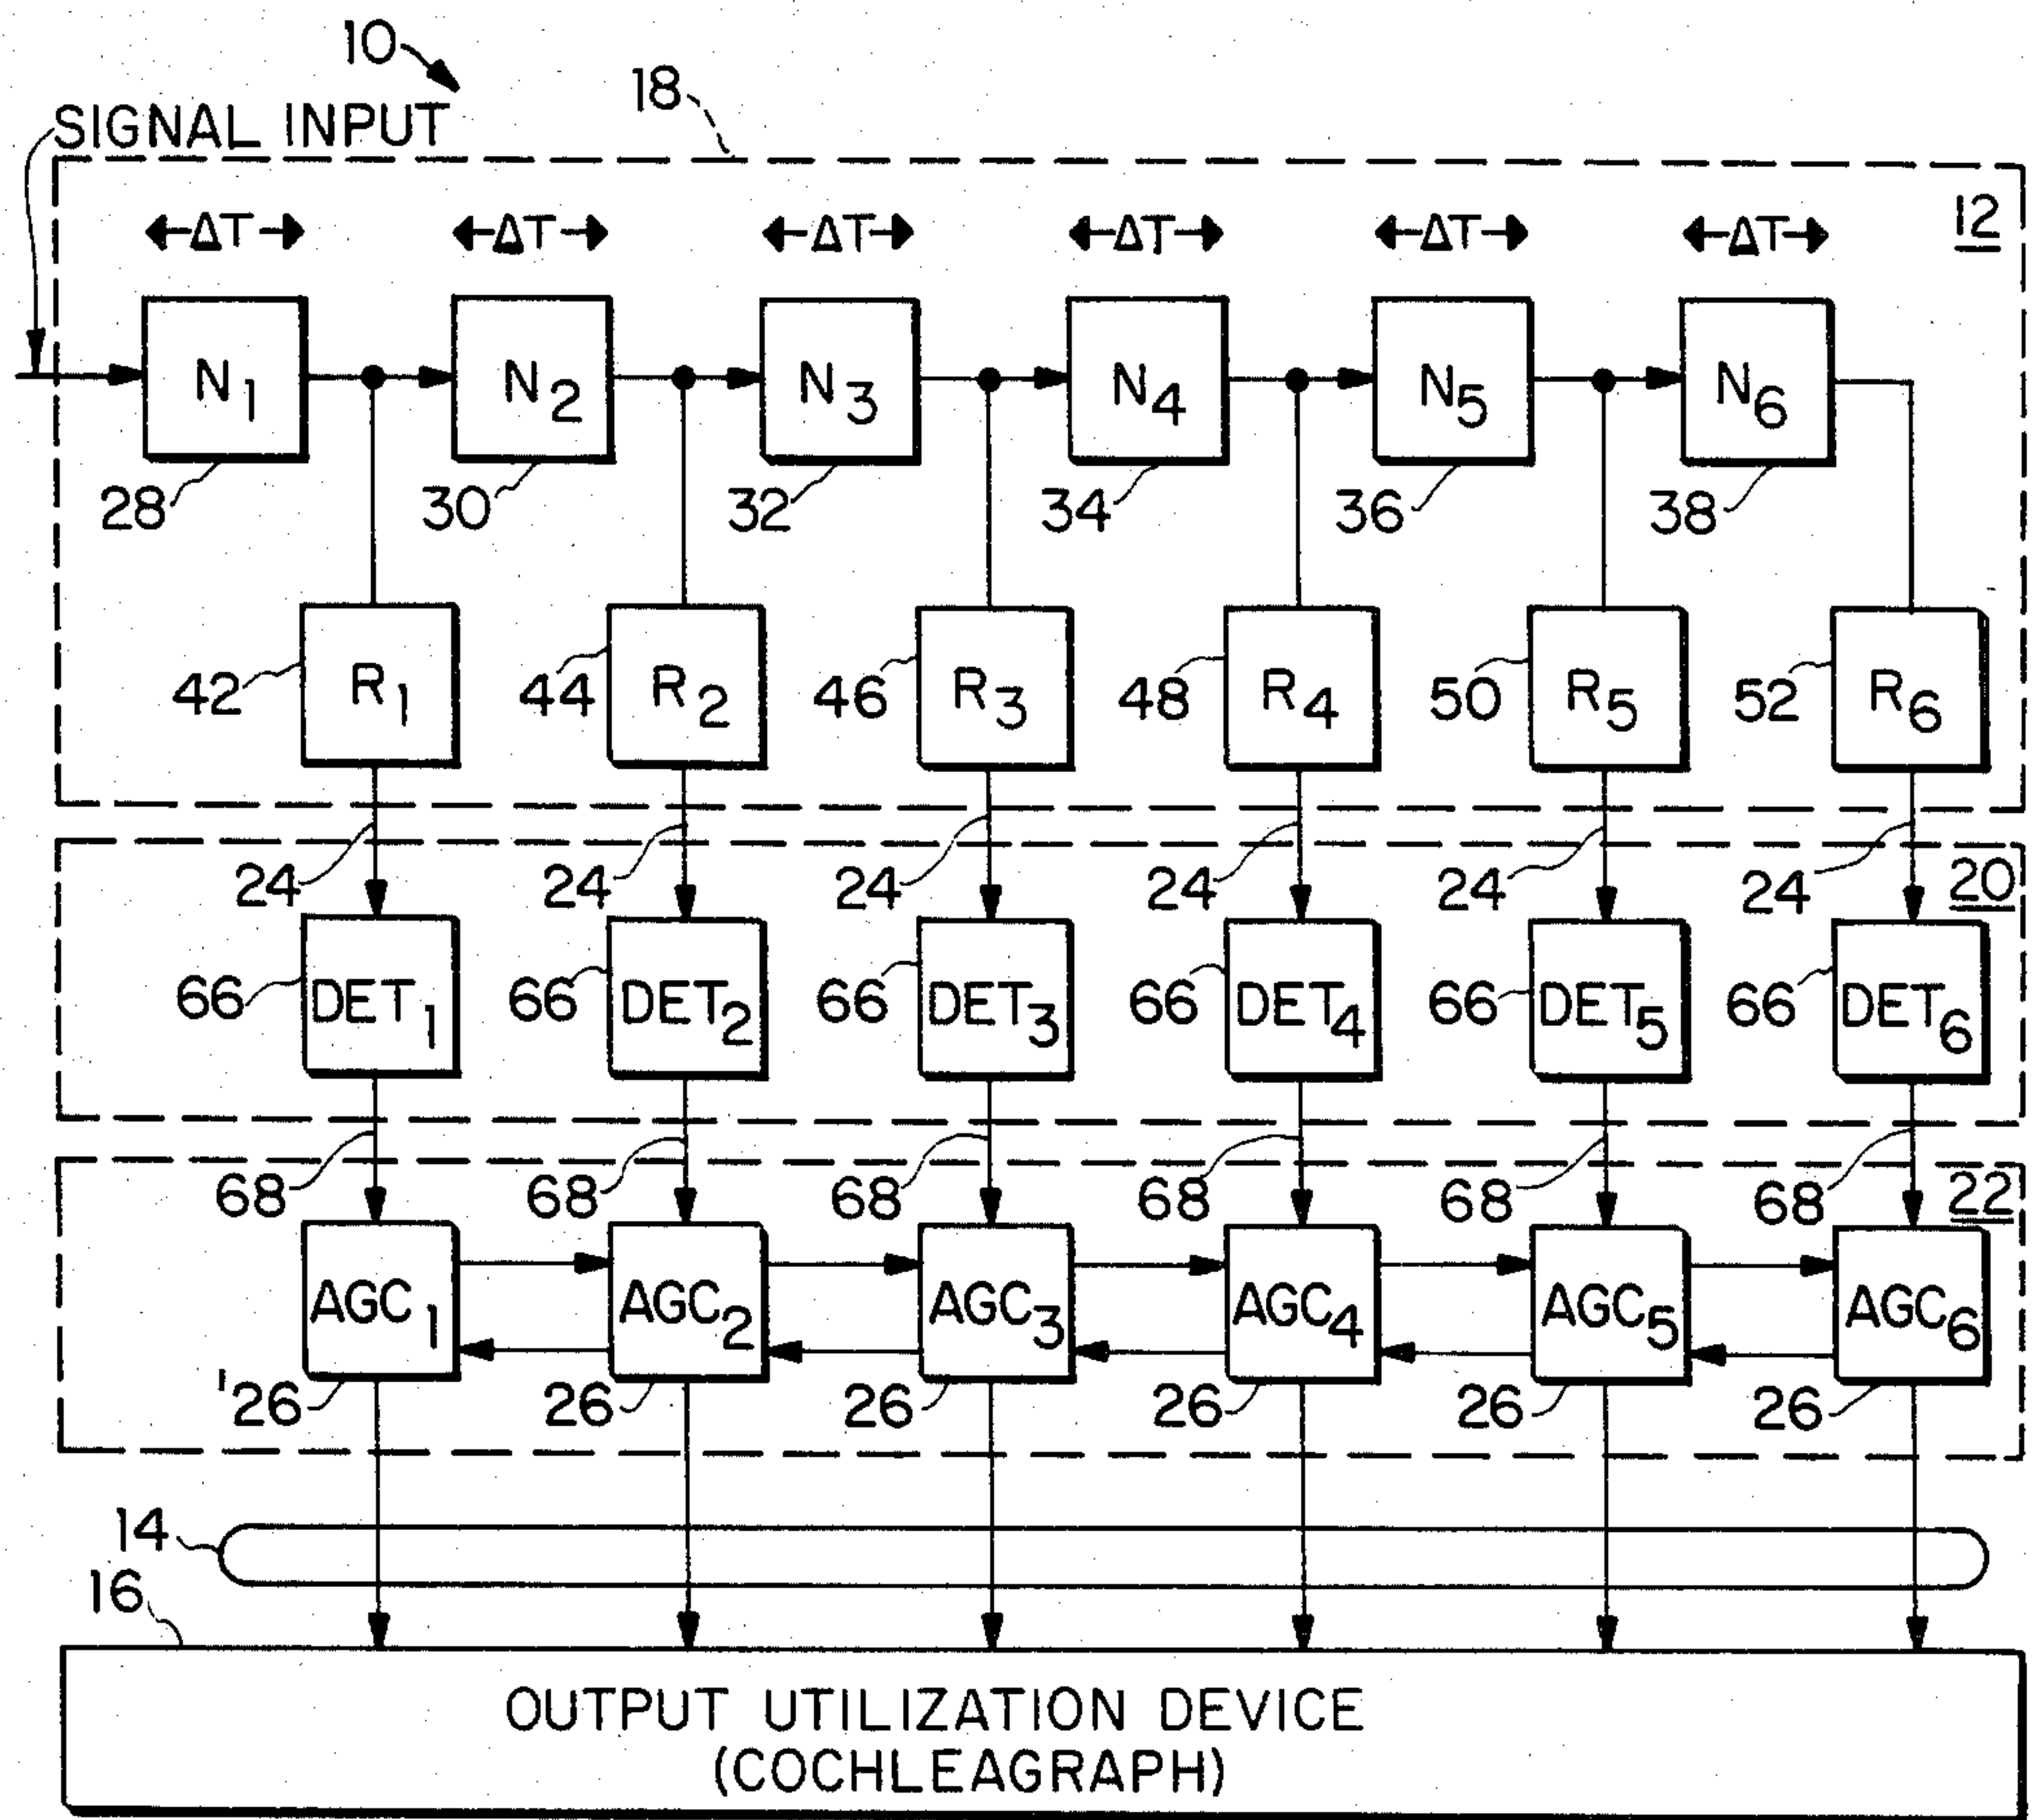 10
18
SIGNAL INPUT
ΔT ΔT ΔT ΔT ΔT ΔT 12
N1 N2 N3 N4 N5 N6
28 30 32 34 36 38
42 R1 44 R2 46 R3 48 R4 50 R5 52 R6
24 24 24 24 24 24 20
66 DET1 66 DET2 66 DET3 66 DET4 66 DET5 66 DET6
68 68 68 68 68 68 22
AGC1 AGC2 AGC3 AGC4 AGC5 AGC6
26 26 26 26 26 26
14
16
OUTPUT UTILIZATION DEVICE
(COCHLEAGRAPH)